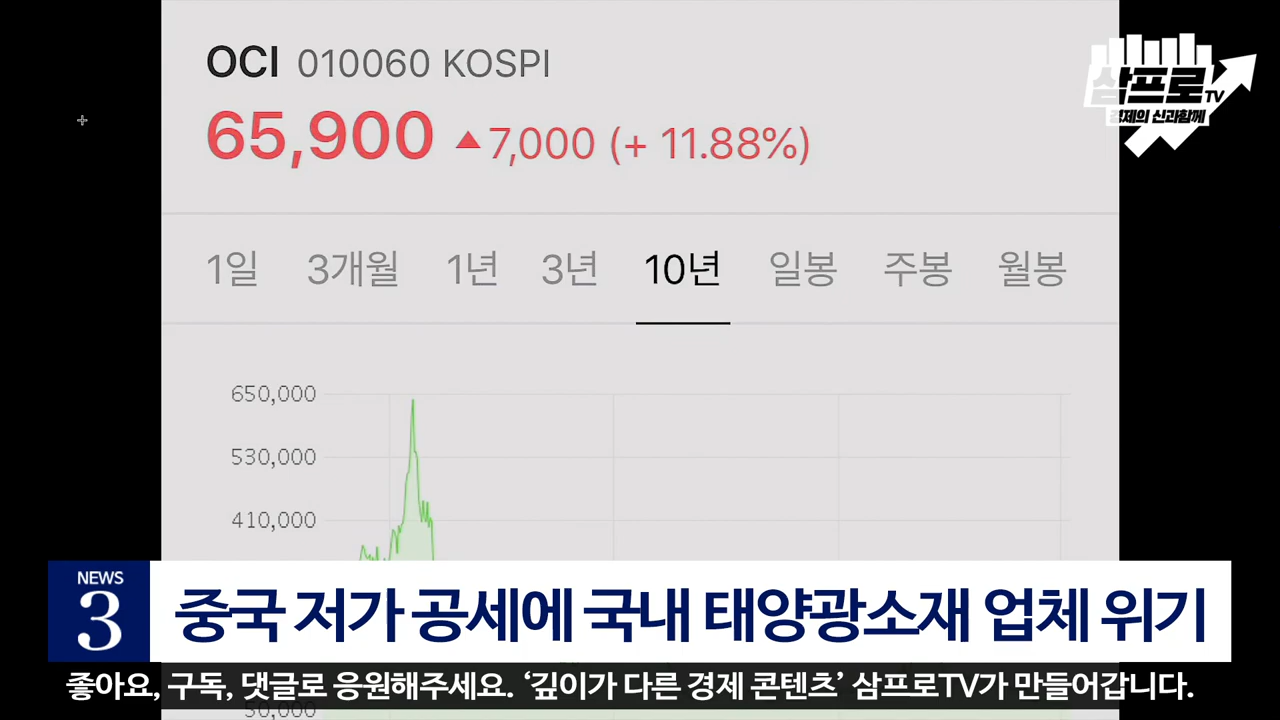 OCI 010060 KOSPI
65,900 ▲7,000 (+ 11.88%)
삼프로TV
경제의 신과함께
1일 3개월 1년 3년 10년 일봉 주봉 월봉
650,000
530,000
410,000
NEWS
3
중국 저가 공세에 국내 태양광소재 업체 위기
좋아요, 구독, 댓글로 응원해주세요. ‘깊이가 다른 경제 콘텐츠’ 삼프로TV가 만들어갑니다.
50,000